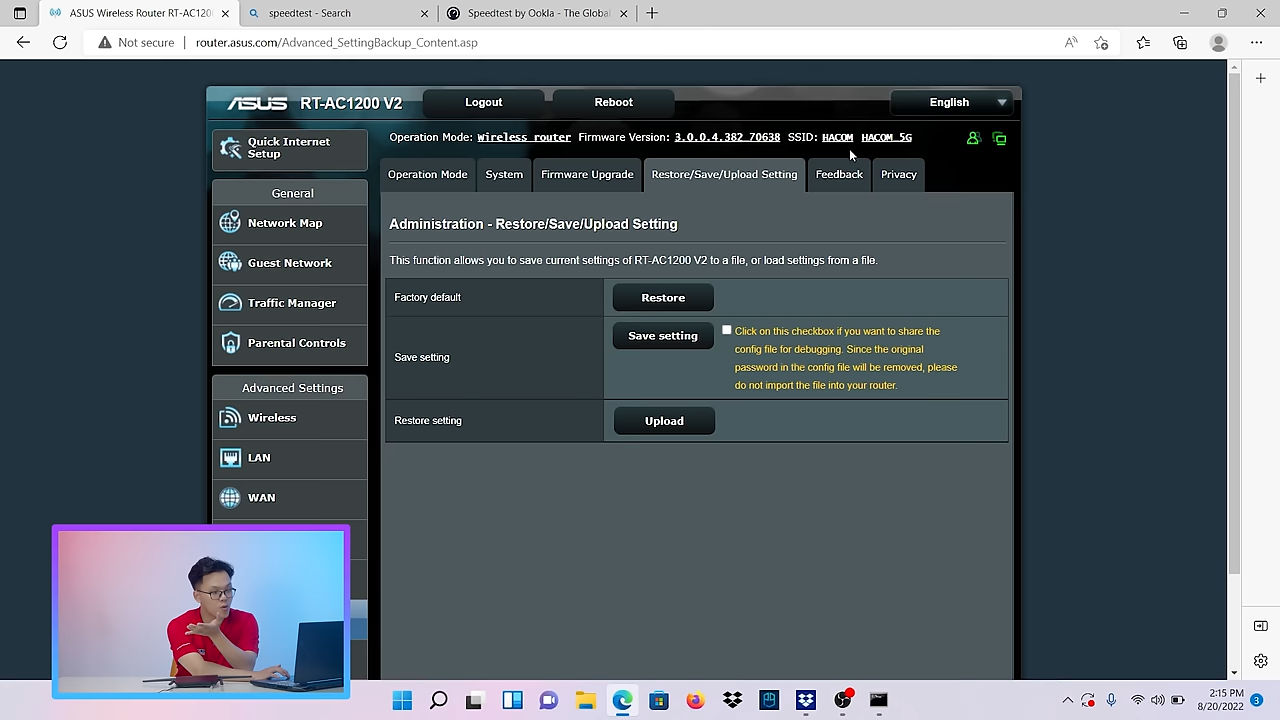 ASUS Wireless Router RT-AC120
speedtest - Search
Speedtest by Ookla - The Global
Not secure
router.asus.com/Advanced_SettingBackup_Content.asp
ASUS RT-AC1200 V2
Logout
Reboot
English
Operation Mode: Wireless router Firmware Version: 3.0.0.4.382_70638 SSID: HACOM HACOM_5G
Quick Internet
Setup
General
Network Map
Guest Network
Traffic Manager
Parental Controls
Advanced Settings
Wireless
LAN
WAN
Operation Mode
System
Firmware Upgrade
Restore/Save/Upload Setting
Feedback
Privacy
Administration - Restore/Save/Upload Setting
This function allows you to save current settings of RT-AC1200 V2 to a file, or load settings from a file.
Factory default
Restore
Save setting
Save setting
Click on this checkbox if you want to share the
config file for debugging. Since the original
password in the config file will be removed, please
do not import the file into your router.
Restore setting
Upload
2:15 PM
8/20/2022
3